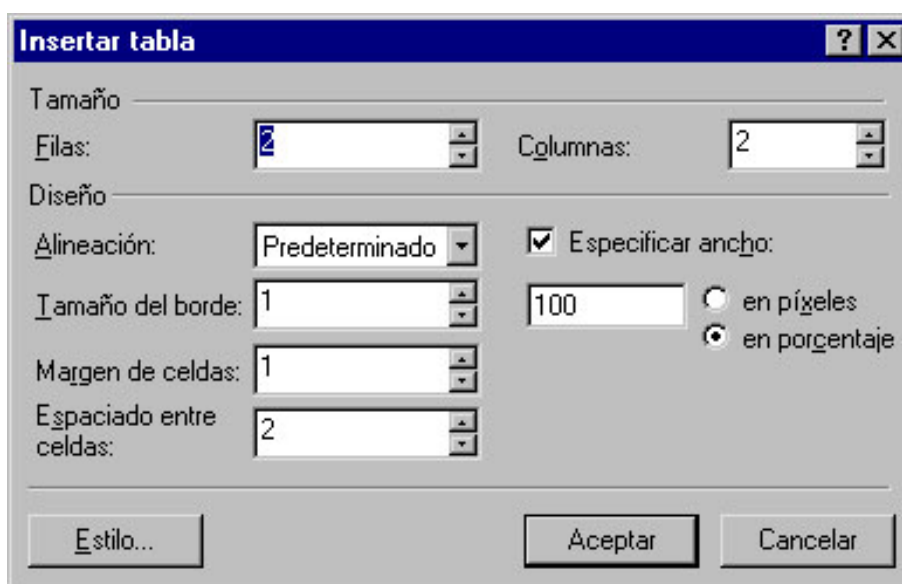 Insertar tabla
Tamaño
Filas: 2 Columnas: 2
Diseño
Alineación: Predeterminado Especificar ancho:
Tamaño del borde: 1 100 en píxeles
en porcentaje
Margen de celdas: 1
Espaciado entre
celdas: 2
Estilo... Aceptar Cancelar